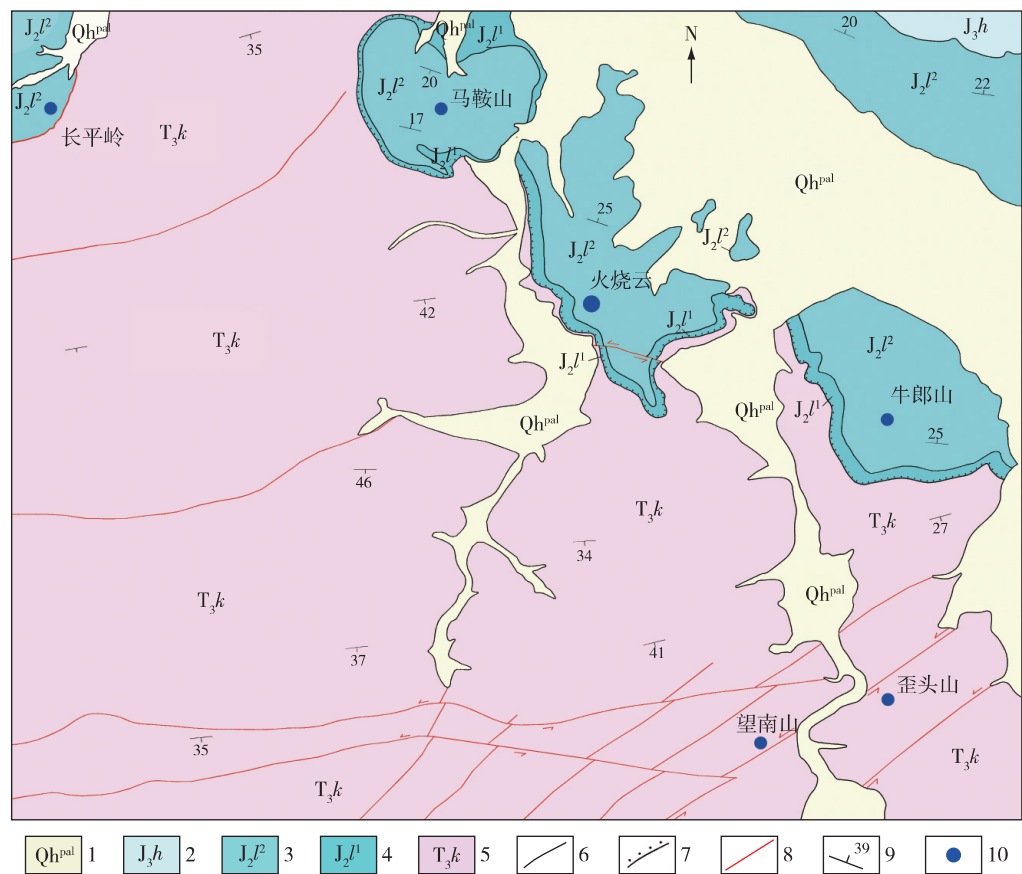 J₂l² Qhᵖᵃˡ 35 Qhᵖᵃˡ J₂l¹ N 20 J₃h
J₂l² 长平岭 T₃k J₂l² 20 马鞍山 17 J₂l¹ J₂l² 22
Qhᵖᵃˡ
25 J₂l² J₂l²
火烧云
42 J₂l¹
T₃k J₂l¹ J₂l²
牛郎山
J₂l¹ Qhᵖᵃˡ Qhᵖᵃˡ 25
46
T₃k T₃k 27
34
T₃k Qhᵖᵃˡ
37 41
歪头山
望南山
35 T₃k
T₃k
Qhᵖᵃˡ 1 J₃h 2 J₂l² 3 J₂l¹ 4 T₃k 5 6 7 8 39 9 10